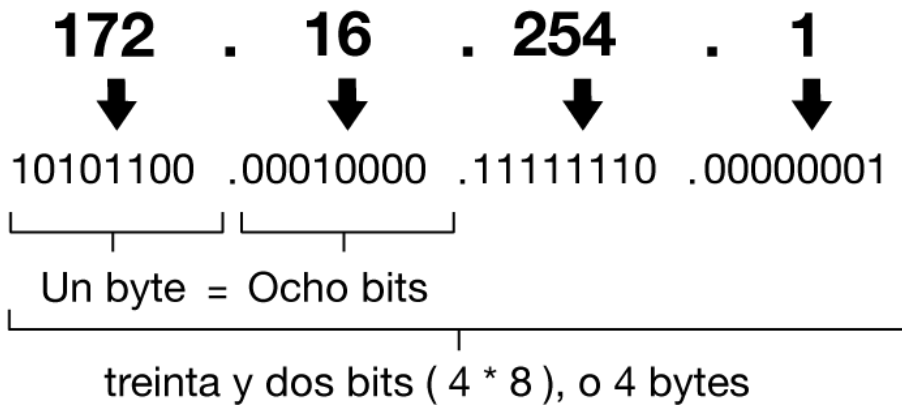 172 . 16 . 254 . 1
10101100 .00010000 .11111110 .00000001
Un byte = Ocho bits
treinta y dos bits ( 4 * 8 ), o 4 bytes